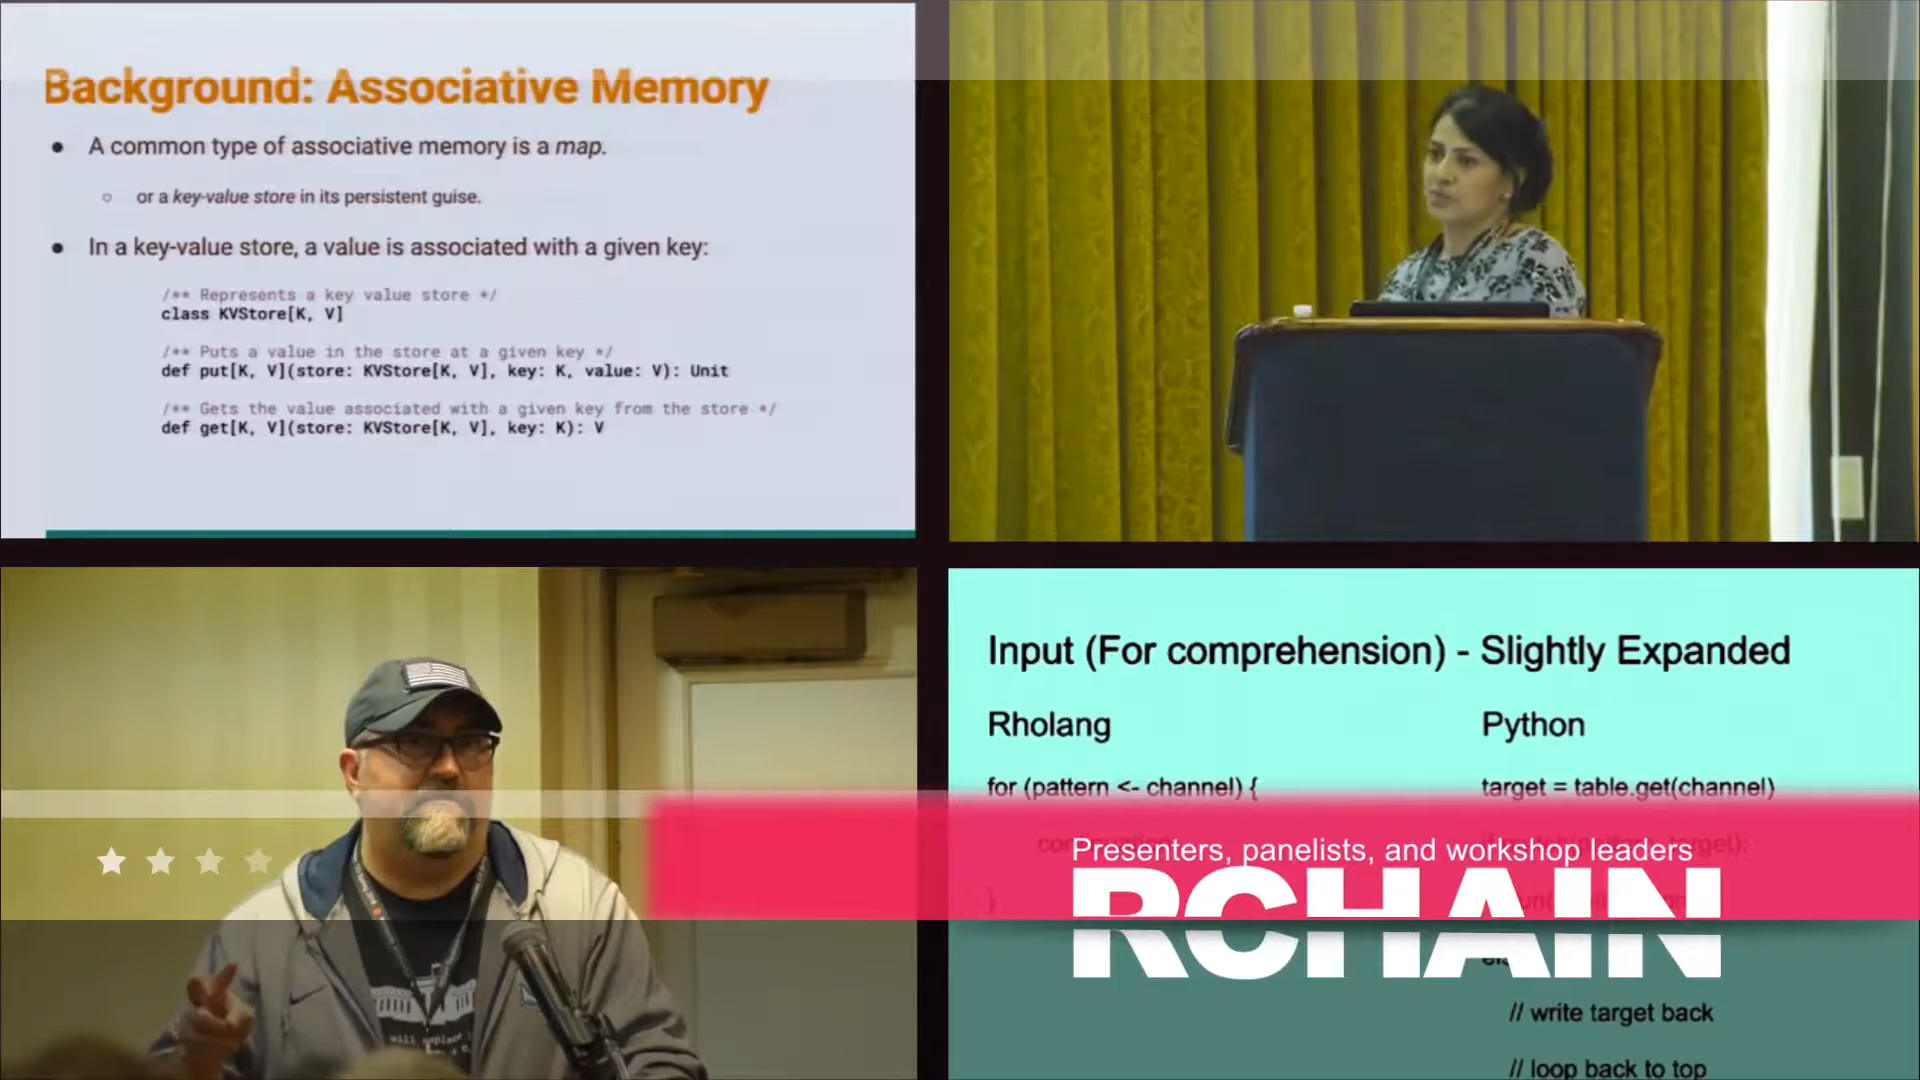 Background: Associative Memory
● A common type of associative memory is a map.
○ or a key-value store in its persistent guise.
● In a key-value store, a value is associated with a given key:
/** Represents a key value store */
class KVStore[K, V]
/** Puts a value in the store at a given key */
def put[K, V](store: KVStore[K, V], key: K, value: V): Unit
/** Gets the value associated with a given key from the store */
def get[K, V](store: KVStore[K, V], key: K): V
will
Input (For comprehension) - Slightly Expanded
Rholang
Python
for (pattern <- channel) {
target = table.get(channel)
}
Presenters, panelists, and workshop leaders
RCHAIN
// write target back
// loop back to top